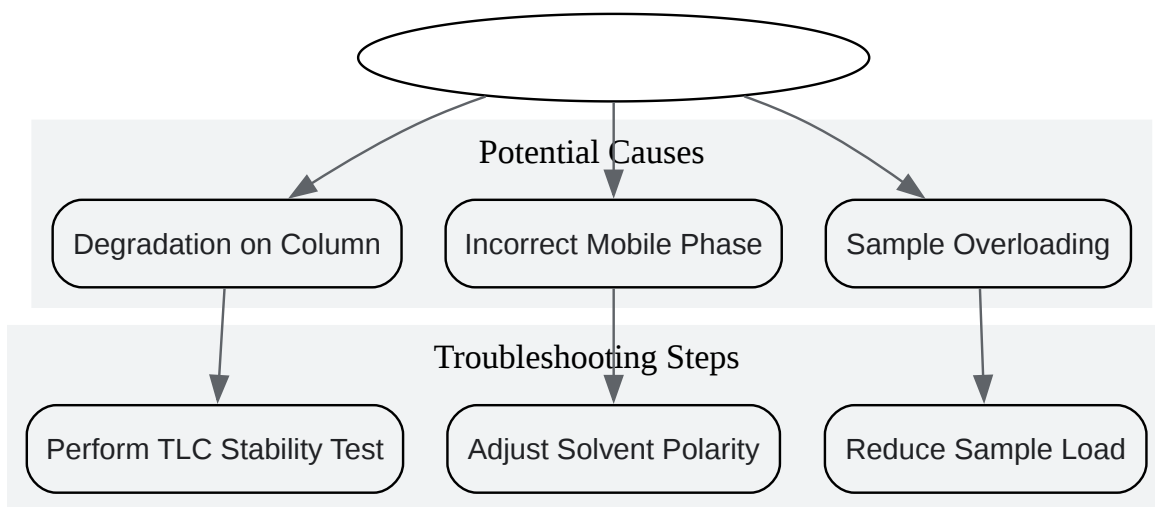 Potential Causes
Degradation on Column
Incorrect Mobile Phase
Sample Overloading
Troubleshooting Steps
Perform TLC Stability Test
Adjust Solvent Polarity
Reduce Sample Load